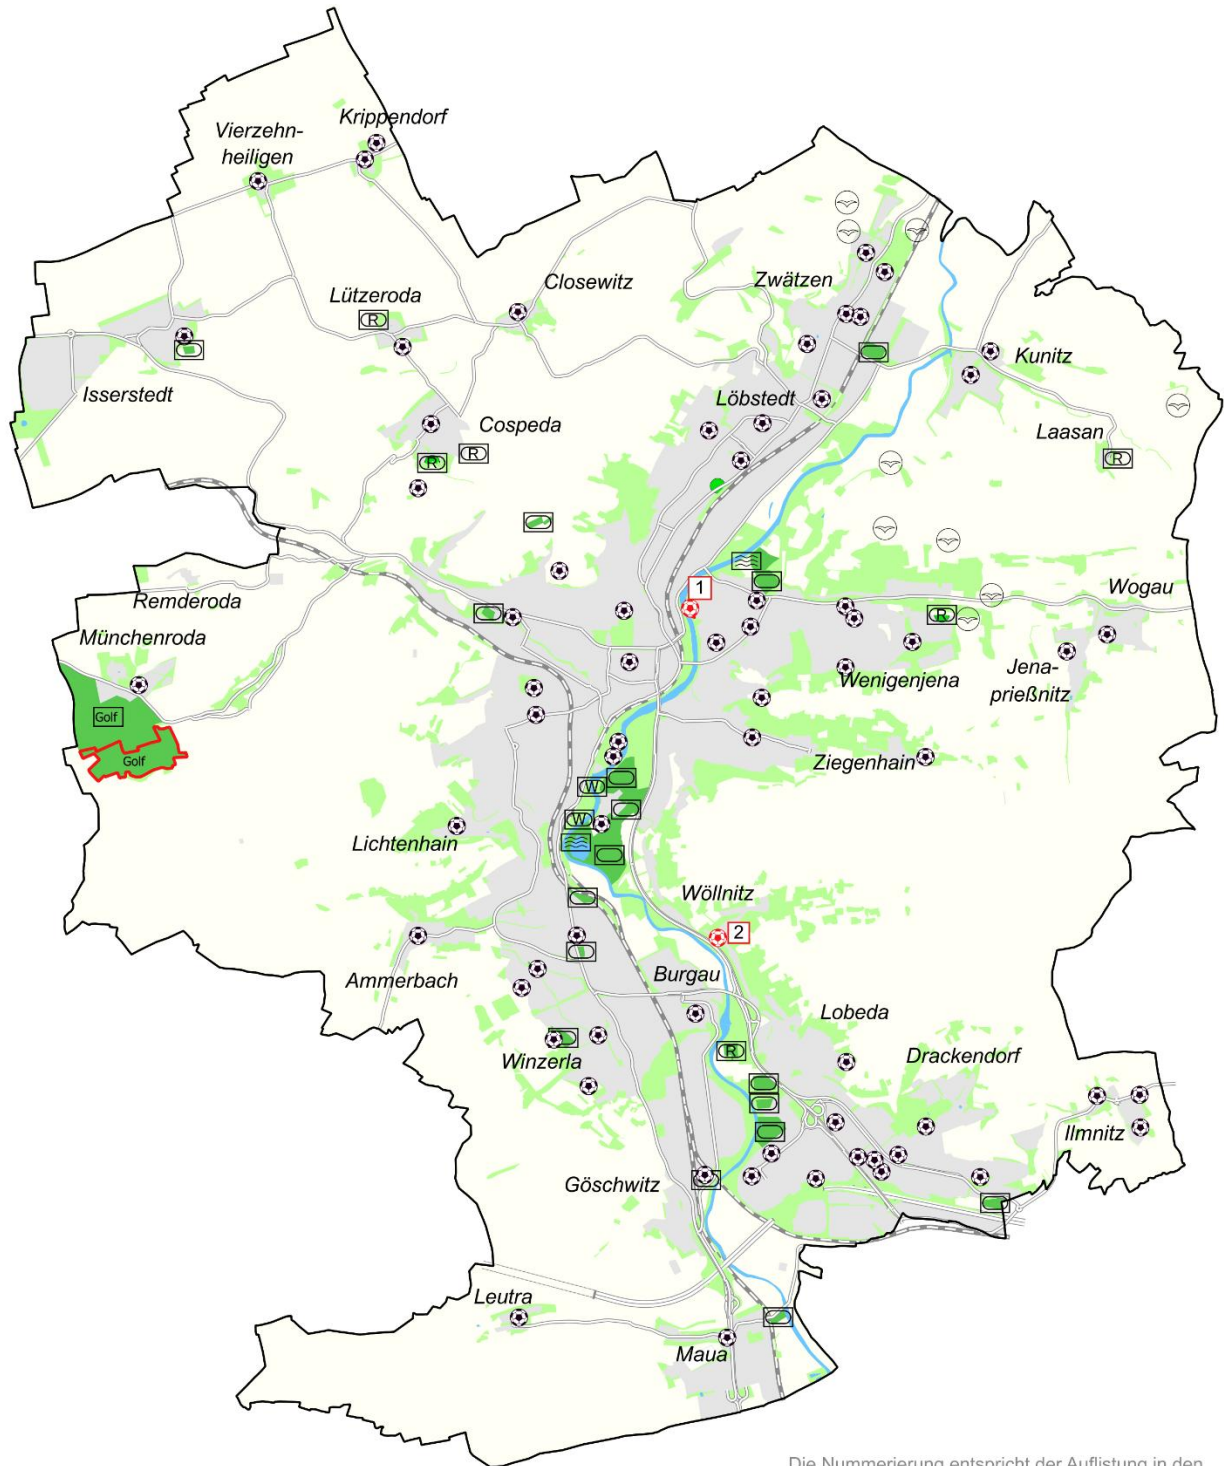 Krippendorf
Vierzehn-
heiligen
Closewitz
Zwätzen
Lützeroda
R
Kunitz
Isserstedt
Löbstedt
Cospeda
R
Laasan
R
R
1
Wogau
Remderoda
R
Münchenroda
Jena-
prießnitz
Wenigenjena
Golf
Golf
Ziegenhain
W
W
Lichtenhain
Wöllnitz
2
Ammerbach
Burgau
Lobeda
R
Drackendorf
Winzerla
Ilmnitz
Göschwitz
Leutra
Maua
Die Nummerierung entspricht der Auflistung in den